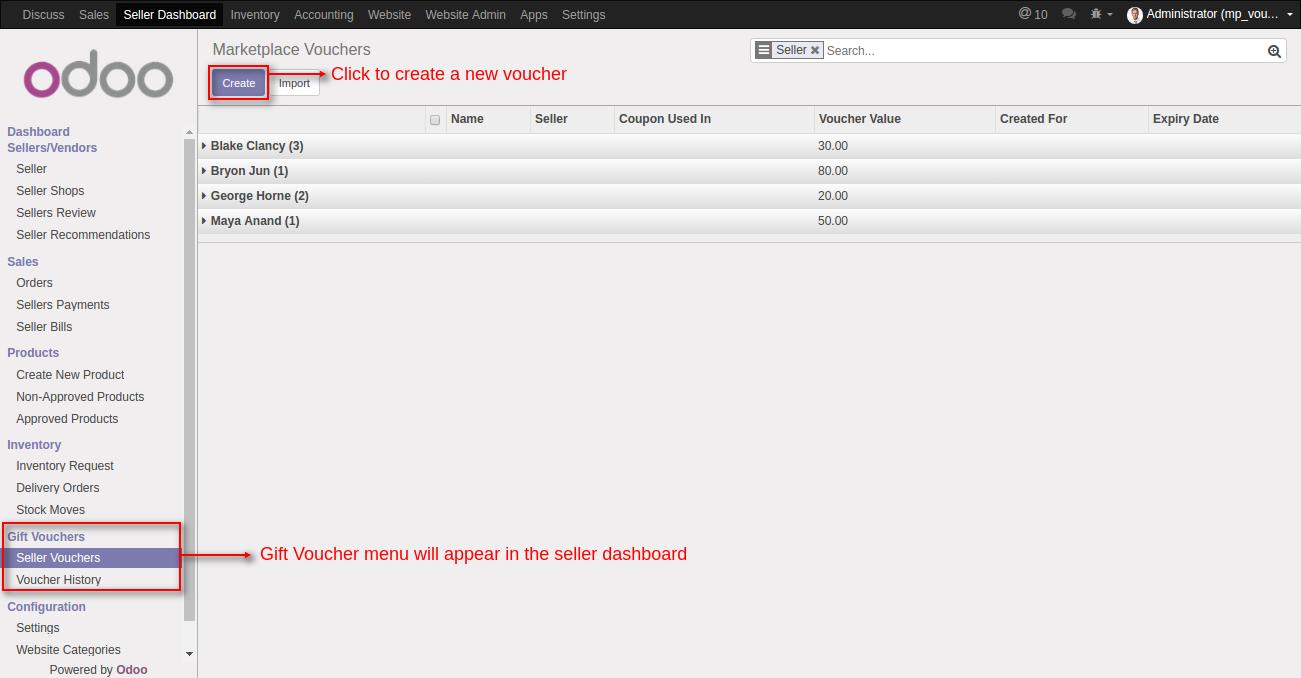 Discuss Sales Seller Dashboard Inventory Accounting Website Website Admin Apps Settings @ 10 Administrator (mp_vou...
odoo
Marketplace Vouchers
Seller Search...
Create Import
Click to create a new voucher
Name Seller Coupon Used In Voucher Value Created For Expiry Date
Blake Clancy (3) 30.00
Bryon Jun (1) 80.00
George Horne (2) 20.00
Maya Anand (1) 50.00
Dashboard
Sellers/Vendors
Seller
Seller Shops
Sellers Review
Seller Recommendations
Sales
Orders
Sellers Payments
Seller Bills
Products
Create New Product
Non-Approved Products
Approved Products
Inventory
Inventory Request
Delivery Orders
Stock Moves
Gift Vouchers
Seller Vouchers
Gift Voucher menu will appear in the seller dashboard
Voucher History
Configuration
Settings
Website Categories
Powered by Odoo